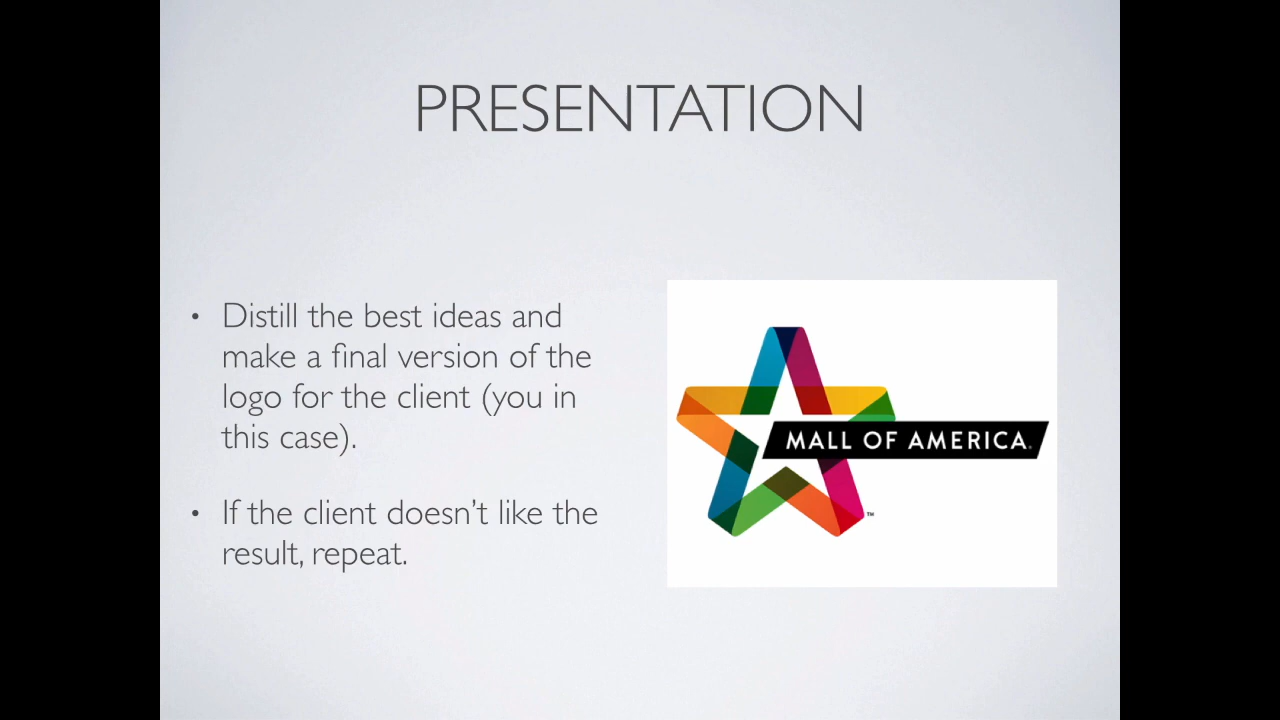 PRESENTATION
• Distill the best ideas and
make a final version of the
logo for the client (you in
this case).
• If the client doesn’t like the
result, repeat.
MALL OF AMERICA®
™